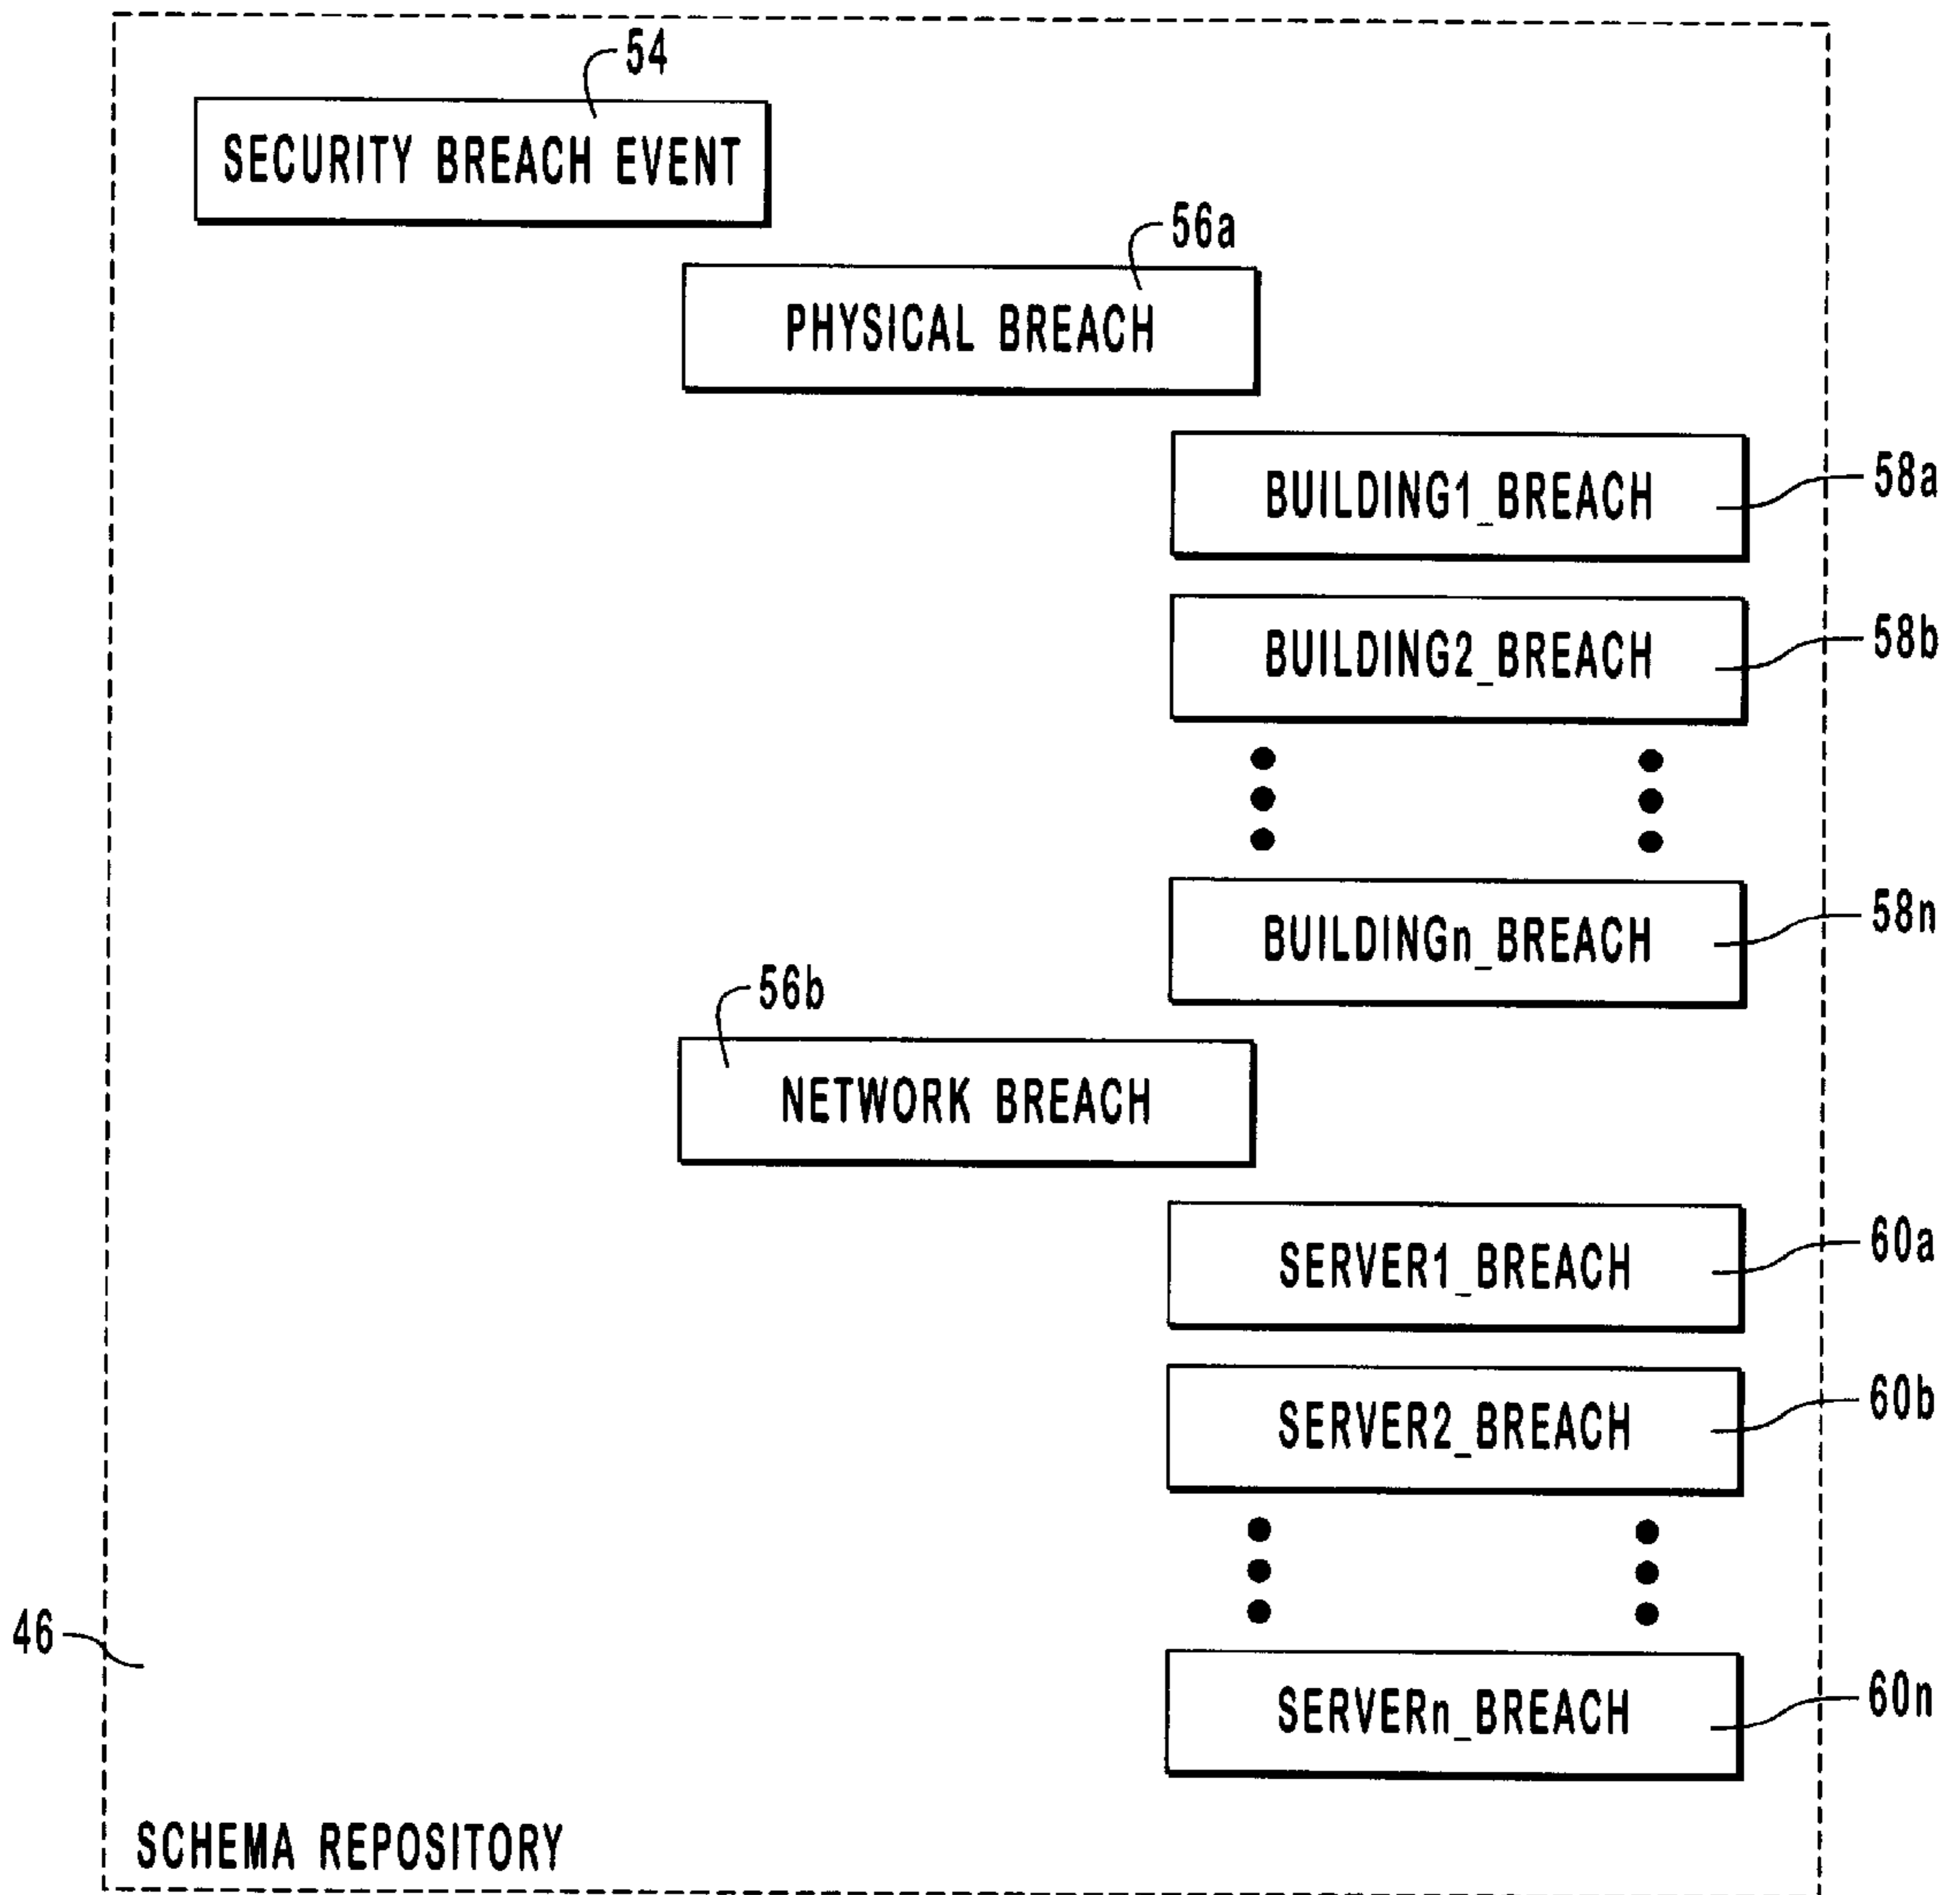 54
SECURITY BREACH EVENT
56a
PHYSICAL BREACH
BUILDING1_BREACH
58a
BUILDING2_BREACH
58b
BUILDINGn_BREACH
58n
56b
NETWORK BREACH
SERVER1_BREACH
60a
SERVER2_BREACH
60b
46
SERVERn_BREACH
60n
SCHEMA REPOSITORY